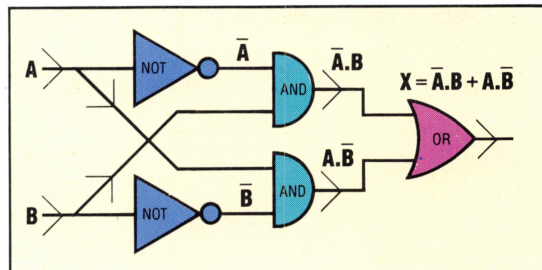 A
NOT
A̅
A̅.B
AND
X = A̅.B + A.B̅
OR
A.B̅
AND
B
NOT
B̅